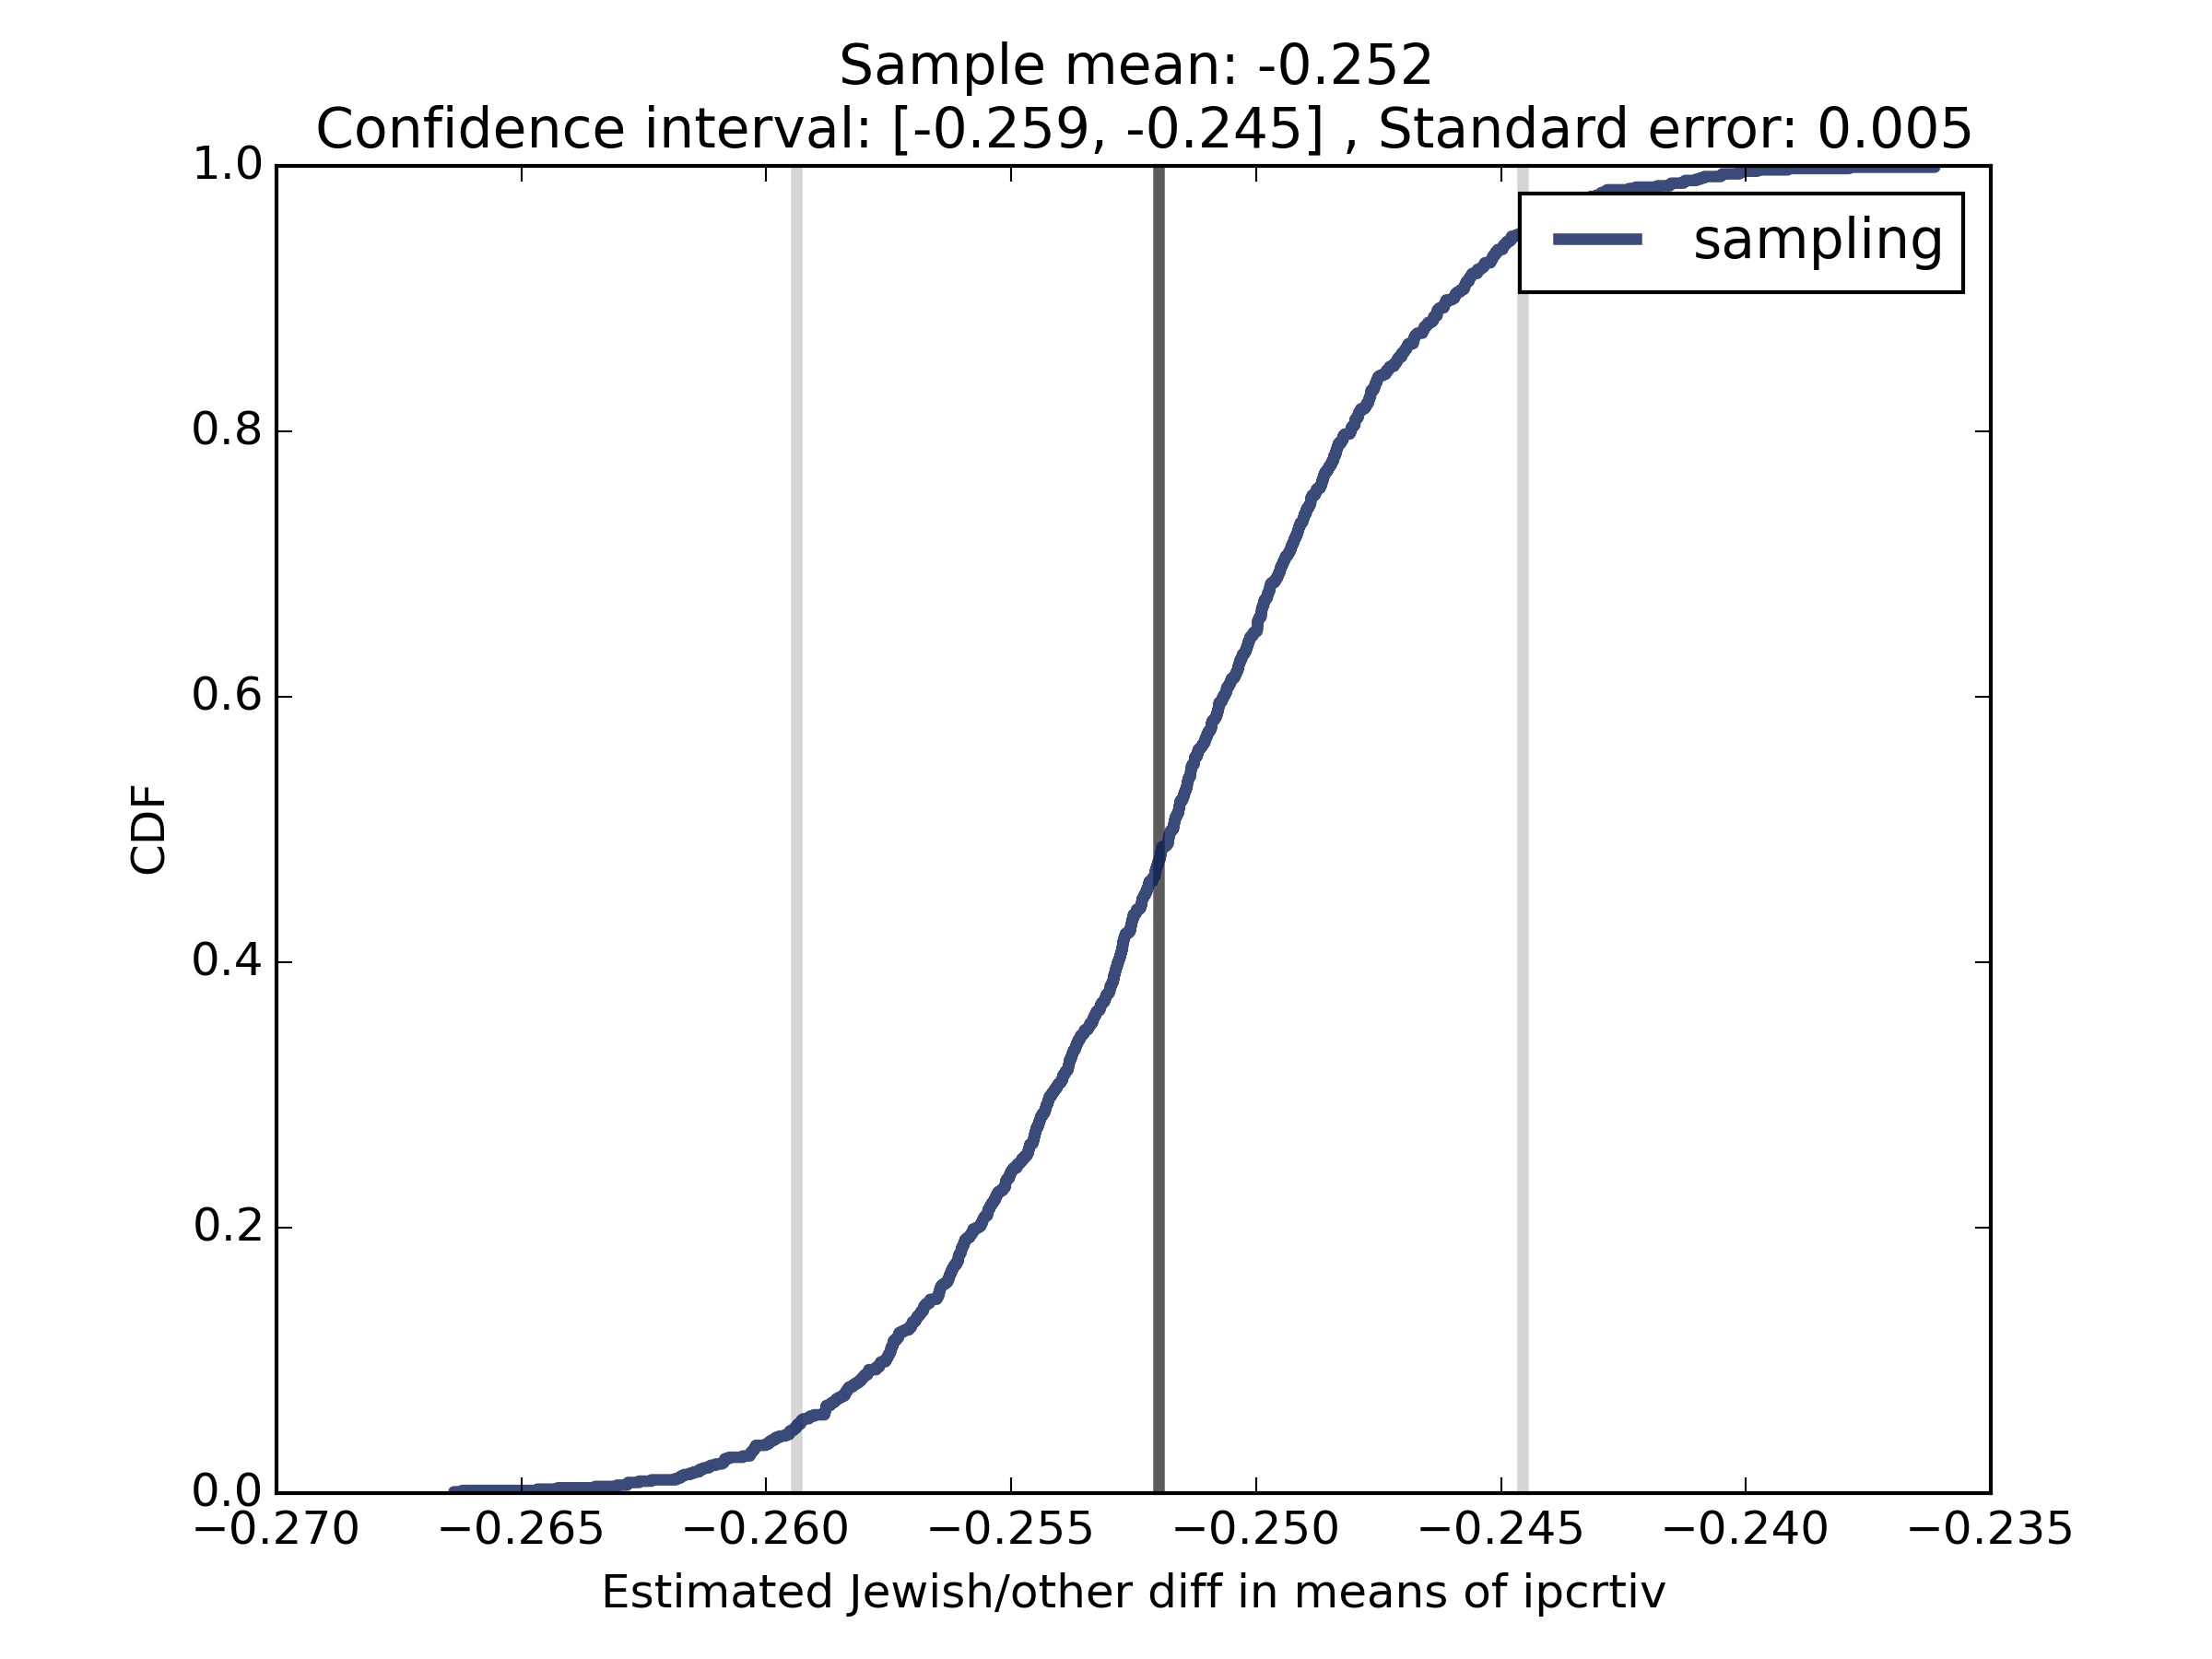 Sample mean: -0.252
Confidence interval: [-0.259, -0.245] , Standard error: 0.005
1.0
sampling
0.8
0.6
CDF
0.4
0.2
0.0
−0.270 −0.265 −0.260 −0.255 −0.250 −0.245 −0.240 −0.235
Estimated Jewish/other diff in means of ipcrtiv